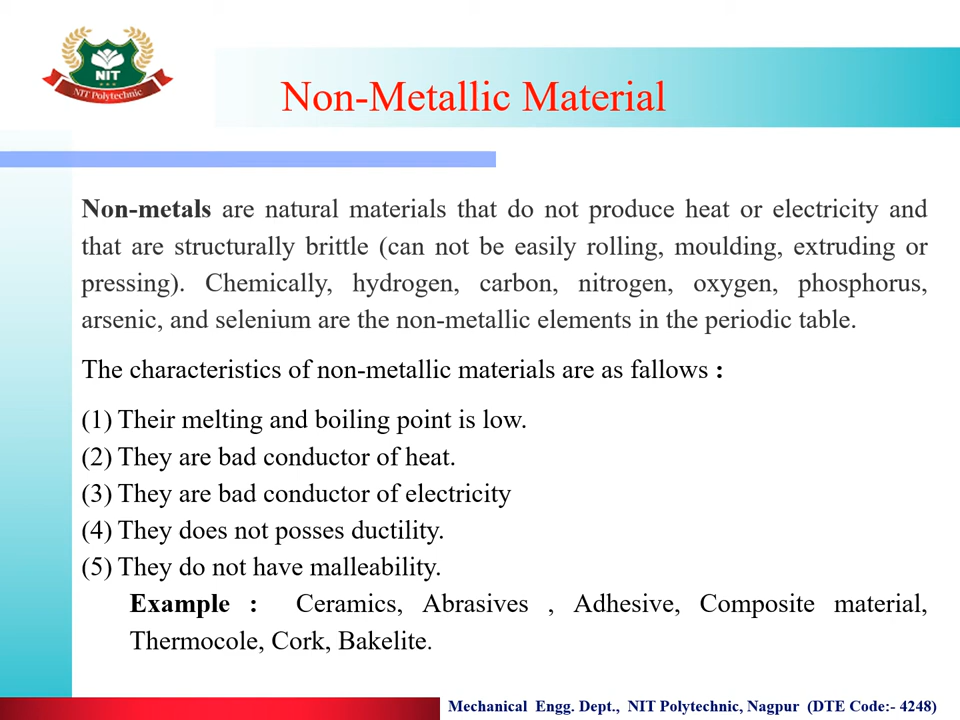 NIT
NIT Polytechnic
Non-Metallic Material
Non-metals are natural materials that do not produce heat or electricity and
that are structurally brittle (can not be easily rolling, moulding, extruding or
pressing). Chemically, hydrogen, carbon, nitrogen, oxygen, phosphorus,
arsenic, and selenium are the non-metallic elements in the periodic table.
The characteristics of non-metallic materials are as fallows :
(1) Their melting and boiling point is low.
(2) They are bad conductor of heat.
(3) They are bad conductor of electricity
(4) They does not posses ductility.
(5) They do not have malleability.
Example : Ceramics, Abrasives , Adhesive, Composite material,
Thermocole, Cork, Bakelite.
Mechanical Engg. Dept., NIT Polytechnic, Nagpur (DTE Code:- 4248)